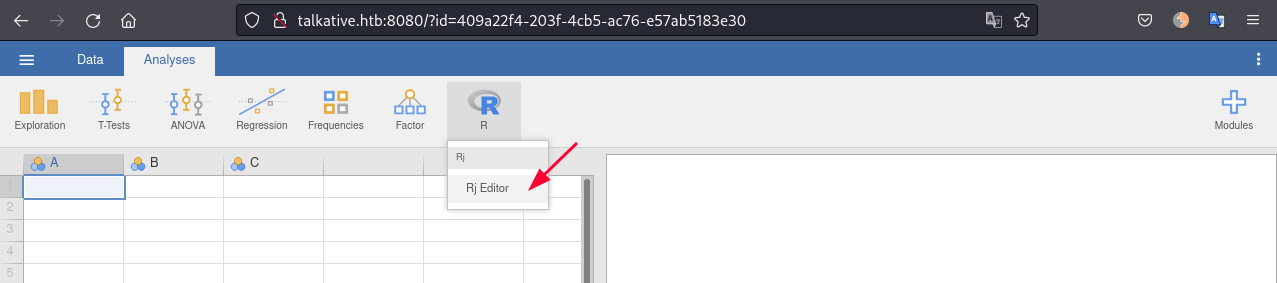 talkative.htb:8080/?id=409a22f4-203f-4cb5-ac76-e57ab5183e30
Data Analyses
Exploration T-Tests ANOVA Regression Frequencies Factor R Modules
Rj
Rj Editor
A B C
1
2
3
4
5